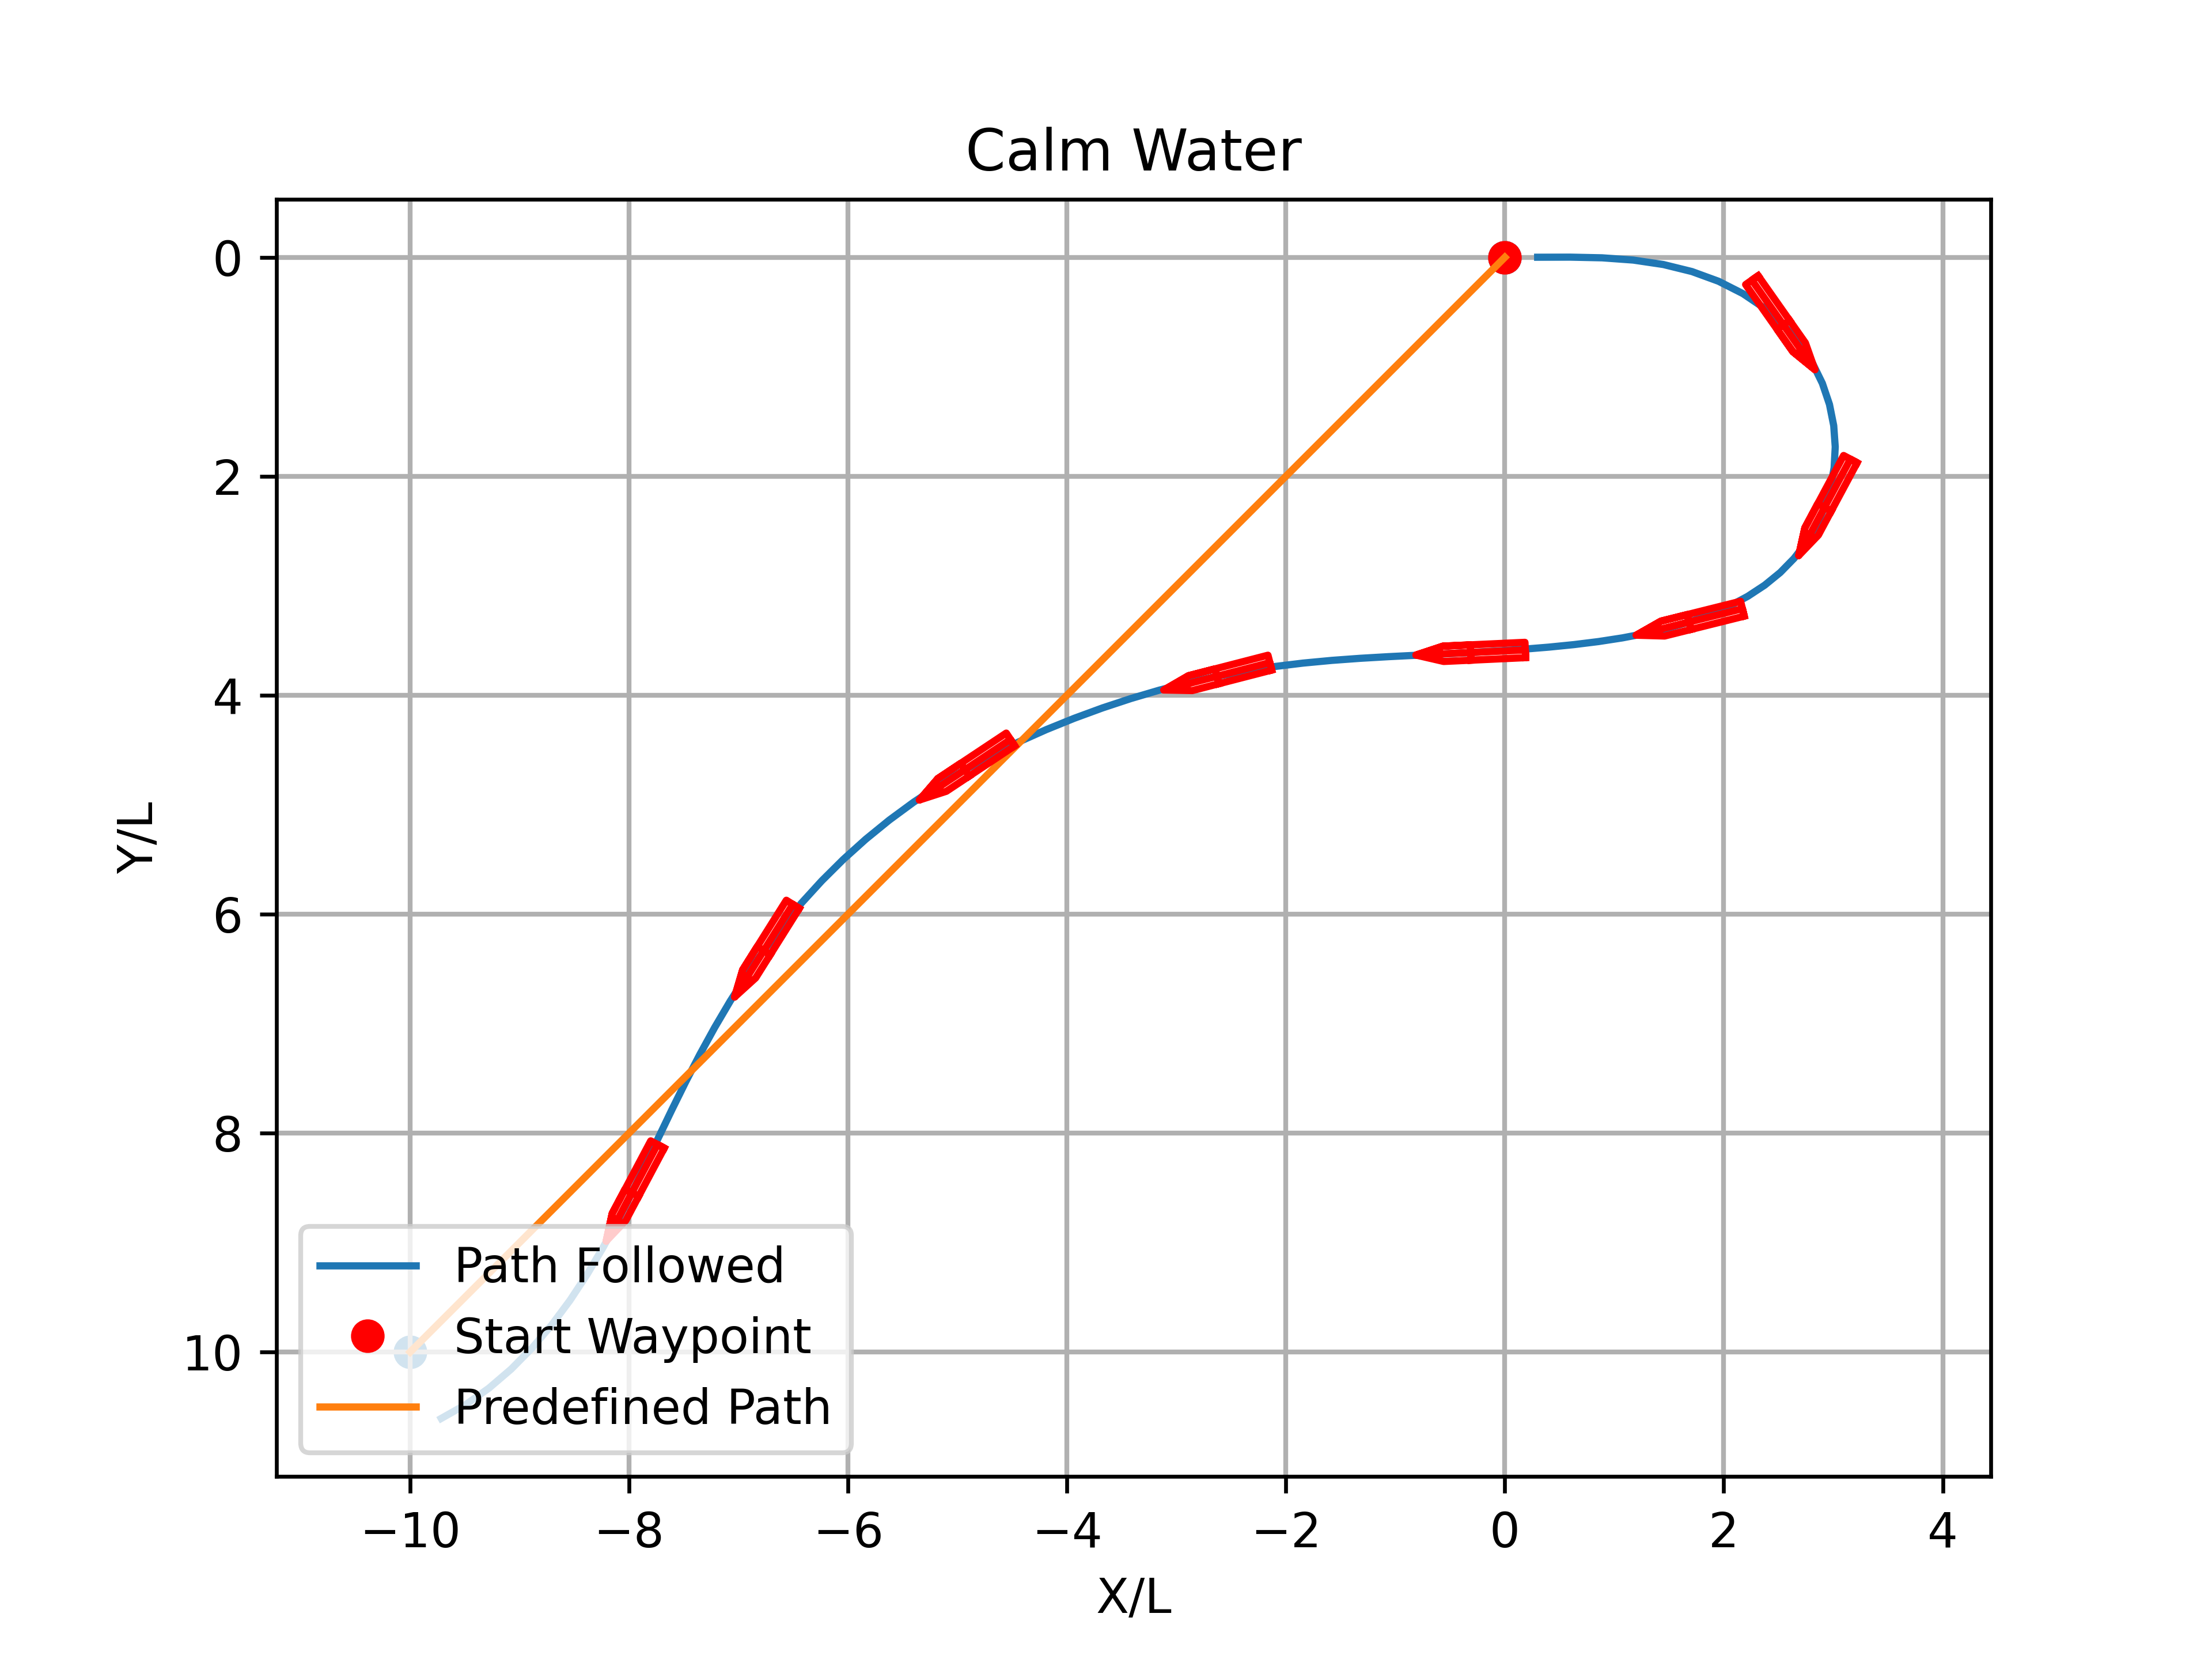 Calm Water
0
2
4
6
8
10
Y/L
Path Followed
Start Waypoint
Predefined Path
−10 −8 −6 −4 −2 0 2 4
X/L